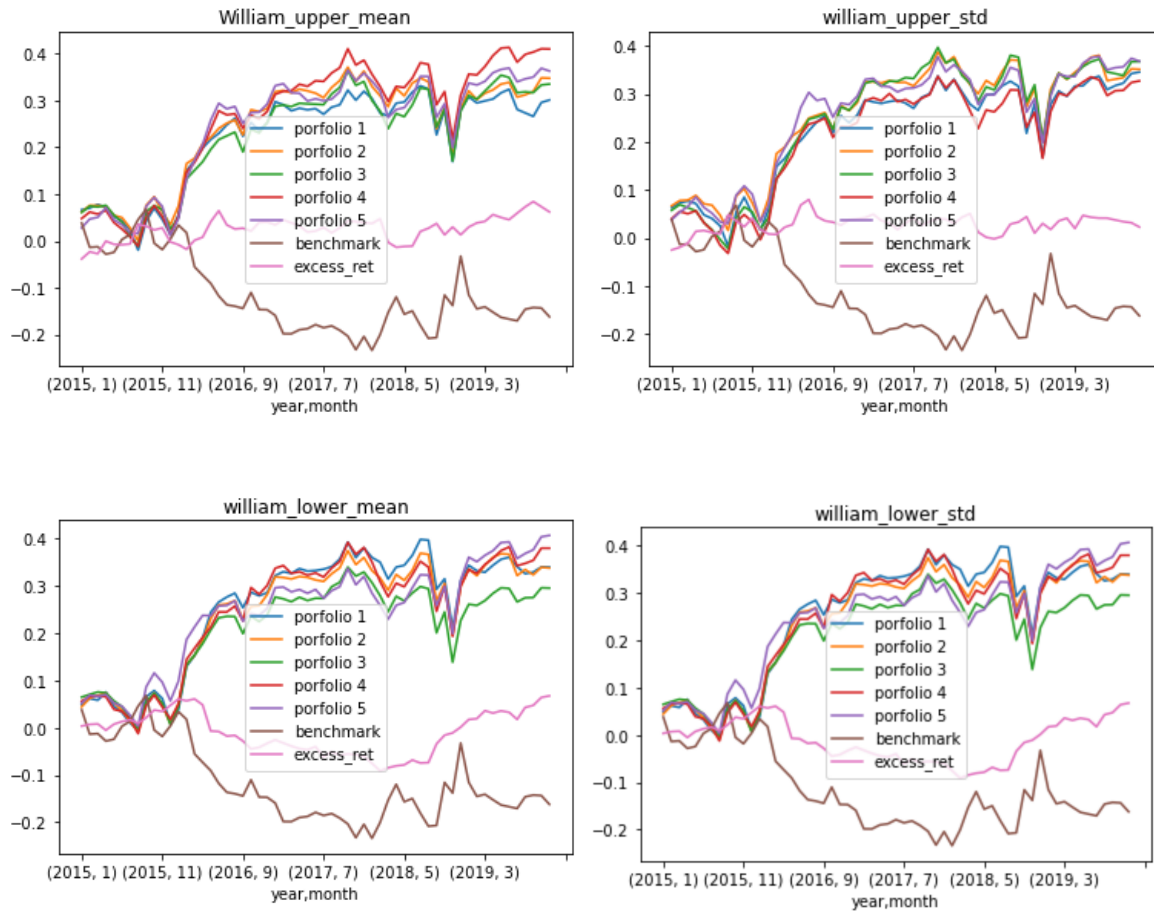 William_upper_mean
0.4
0.3
0.2
0.1
0.0
−0.1
−0.2
porfolio 1
porfolio 2
porfolio 3
porfolio 4
porfolio 5
benchmark
excess_ret
(2015, 1) (2015, 11) (2016, 9) (2017, 7) (2018, 5) (2019, 3)
year,month
william_upper_std
0.4
0.3
0.2
0.1
0.0
−0.1
−0.2
porfolio 1
porfolio 2
porfolio 3
porfolio 4
porfolio 5
benchmark
excess_ret
(2015, 1) (2015, 11) (2016, 9) (2017, 7) (2018, 5) (2019, 3)
year,month
william_lower_mean
0.4
0.3
0.2
0.1
0.0
−0.1
−0.2
porfolio 1
porfolio 2
porfolio 3
porfolio 4
porfolio 5
benchmark
excess_ret
(2015, 1) (2015, 11) (2016, 9) (2017, 7) (2018, 5) (2019, 3)
year,month
william_lower_std
0.4
0.3
0.2
0.1
0.0
−0.1
−0.2
porfolio 1
porfolio 2
porfolio 3
porfolio 4
porfolio 5
benchmark
excess_ret
(2015, 1) (2015, 11) (2016, 9) (2017, 7) (2018, 5) (2019, 3)
year,month